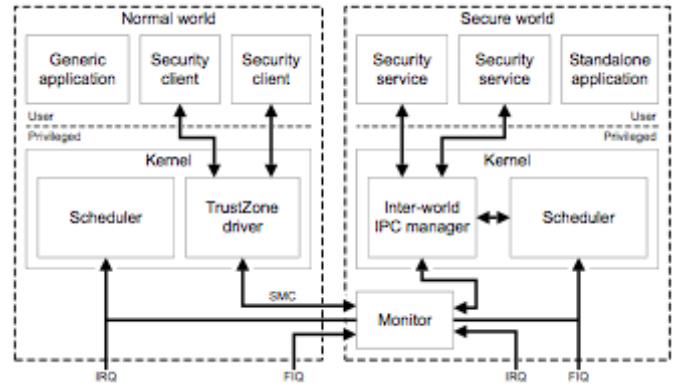 Normal world
Secure world
Generic
application
Security
client
Security
client
Security
service
Security
service
Standalone
application
User
Privileged
User
Privileged
Kernel
Kernel
Scheduler
TrustZone
driver
Inter-world
IPC manager
Scheduler
SMC
Monitor
IRQ
FIQ
IRQ
FIQ